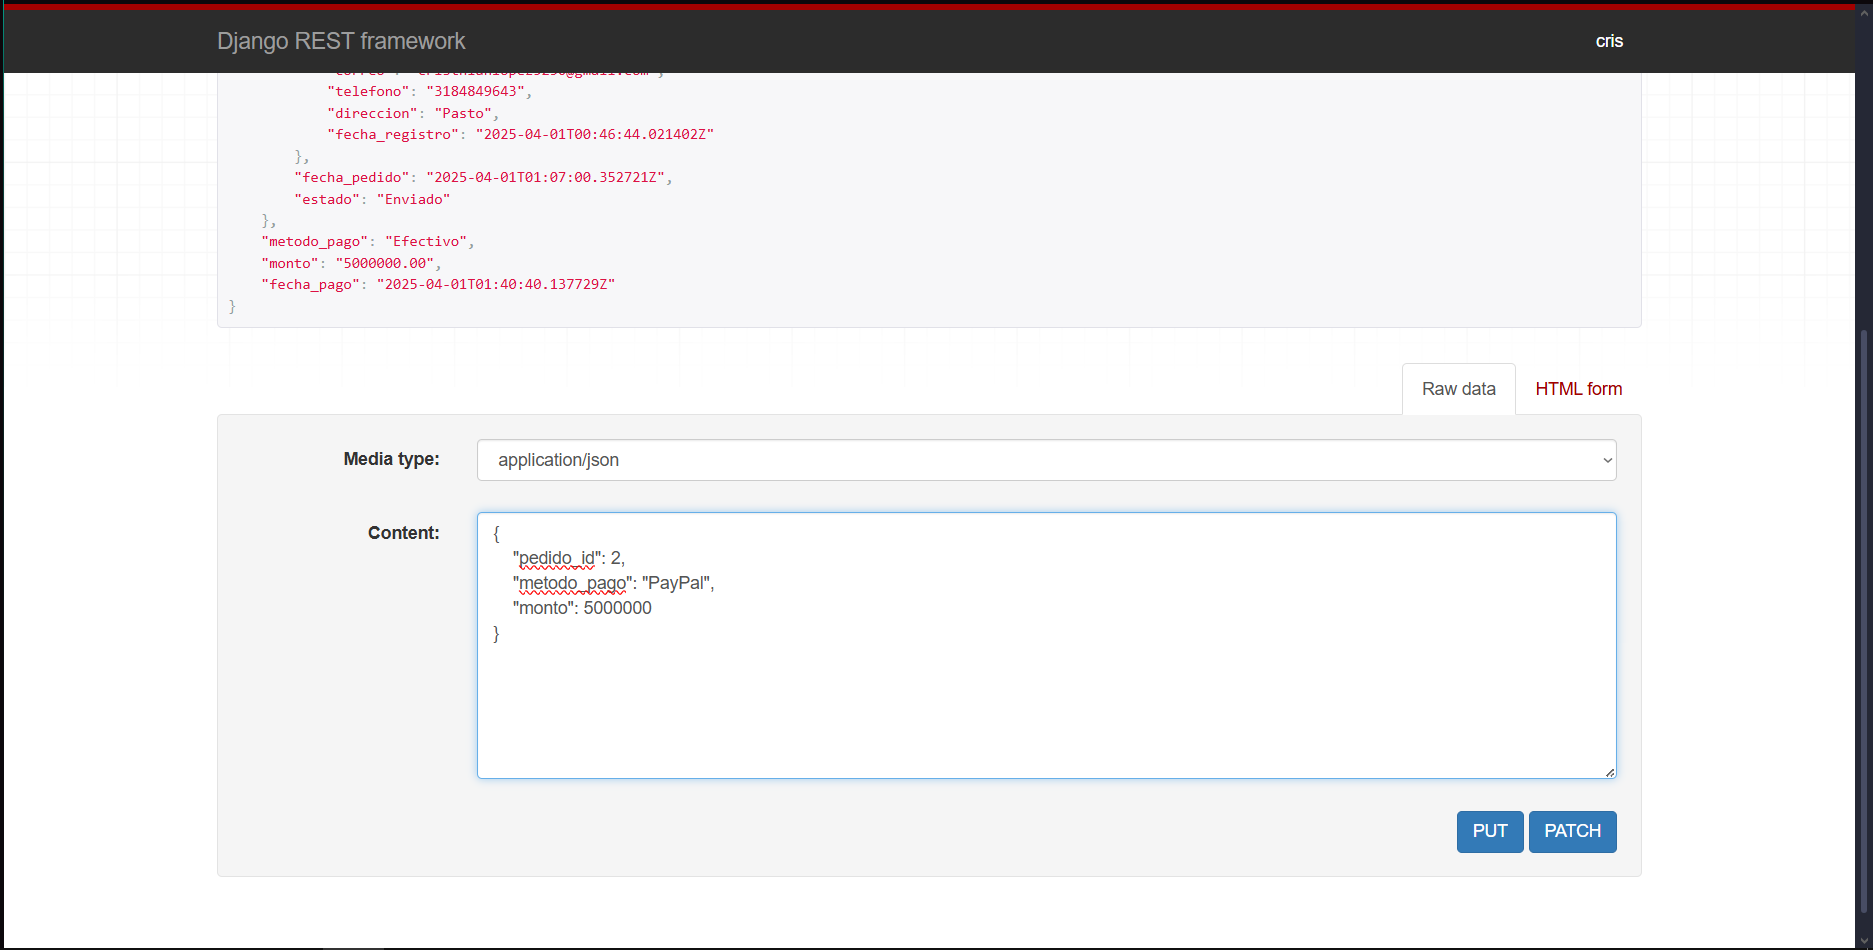 Django REST framework
cris
"telefono": "3184849643",
"direccion": "Pasto",
"fecha_registro": "2025-04-01T00:46:44.021402Z"
},
"fecha_pedido": "2025-04-01T01:07:00.352721Z",
"estado": "Enviado"
},
"metodo_pago": "Efectivo",
"monto": "5000000.00",
"fecha_pago": "2025-04-01T01:40:40.137729Z"
}
Raw data
HTML form
Media type:
application/json
Content:
{
"pedido_id": 2,
"metodo_pago": "PayPal",
"monto": 5000000
}
PUT
PATCH